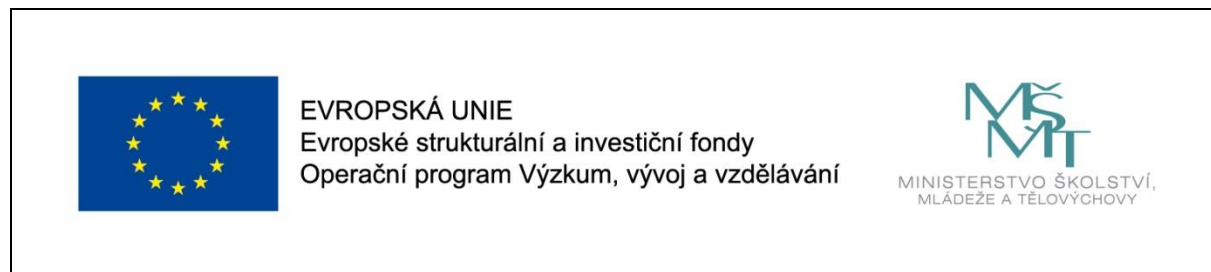 EVROPSKÁ UNIE
Evropské strukturální a investiční fondy
Operační program Výzkum, vývoj a vzdělávání
MŠMT
MINISTERSTVO ŠKOLSTVÍ,
MLÁDEŽE A TĚLOVÝCHOVY